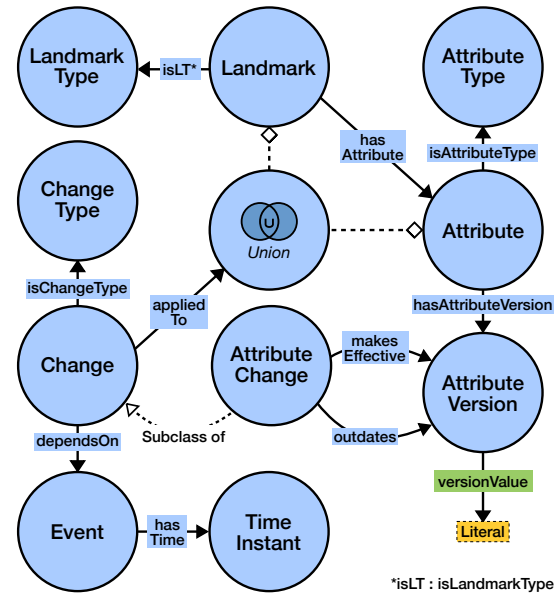 Landmark
Type
isLT*
Landmark
Attribute
Type
has
Attribute
isAttributeType
Change
Type
U
Union
Attribute
isChangeType
applied
To
hasAttributeVersion
Change
Attribute
Change
makes
Effective
Attribute
Version
Subclass of
outdates
dependsOn
versionValue
Event
has
Time
Time
Instant
Literal
*isLT : isLandmarkType